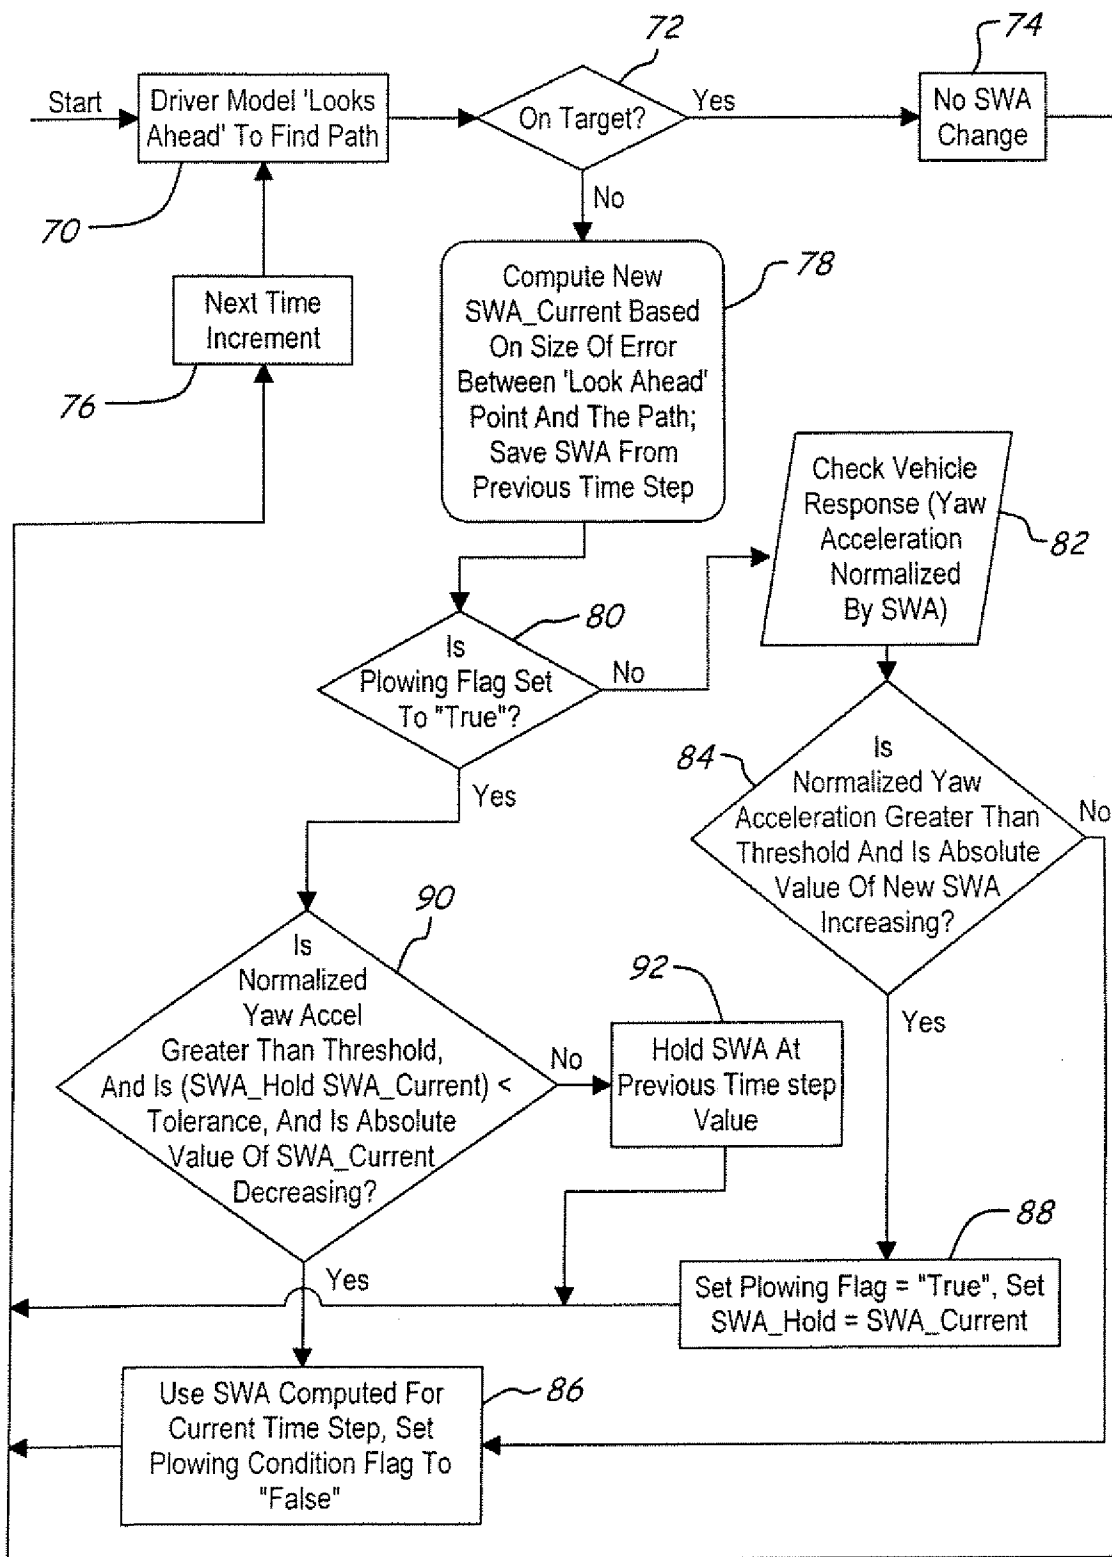 72
74
Start
Driver Model 'Looks
Ahead' To Find Path
On Target?
Yes
No SWA
Change
70
No
78
Next Time
Increment
76
Compute New
SWA_Current Based
On Size Of Error
Between 'Look Ahead'
Point And The Path;
Save SWA From
Previous Time Step
Check Vehicle
Response (Yaw
Acceleration
Normalized
By SWA)
82
80
Is
Plowing Flag Set
To "True"?
No
Yes
84
Is
Normalized Yaw
Acceleration Greater Than
Threshold And Is Absolute
Value Of New SWA
Increasing?
No
Yes
90
Is
Normalized
Yaw Accel
Greater Than Threshold,
And Is (SWA_Hold SWA_Current) <
Tolerance, And Is Absolute
Value Of SWA_Current
Decreasing?
No
92
Hold SWA At
Previous Time step
Value
Yes
88
Set Plowing Flag = "True", Set
SWA_Hold = SWA_Current
Use SWA Computed For
Current Time Step, Set
Plowing Condition Flag To
"False"
86